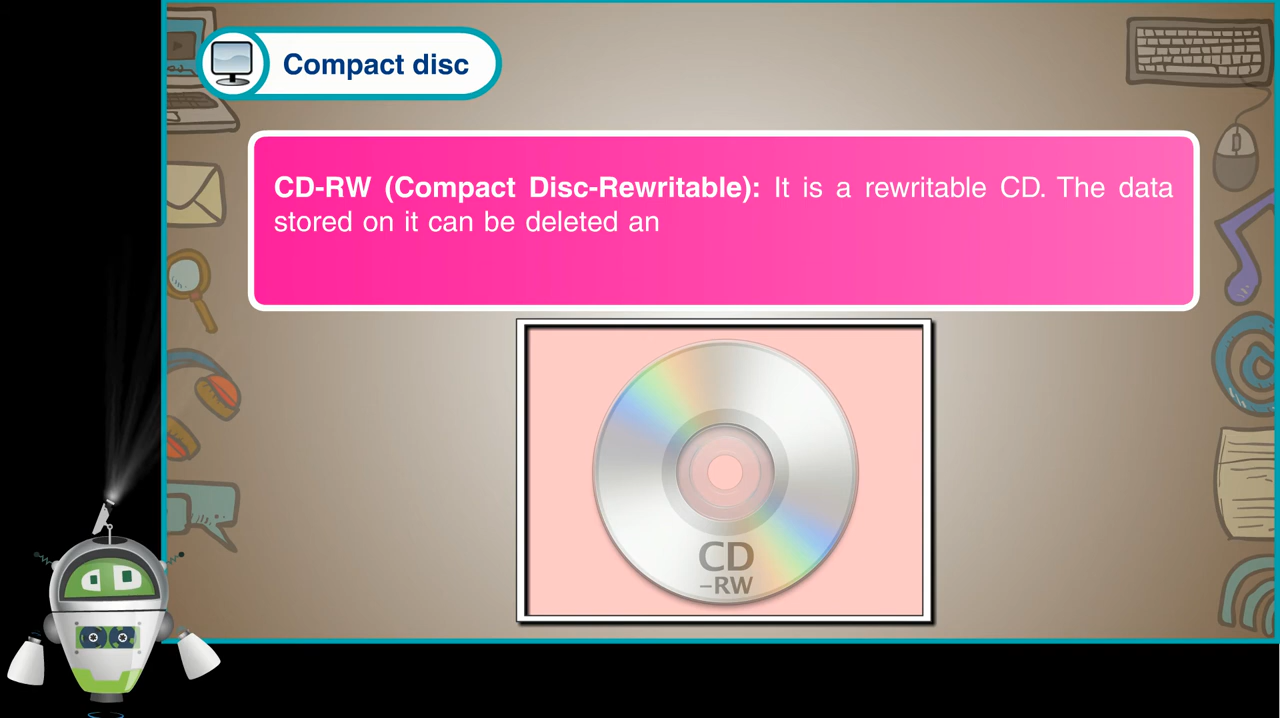 Compact disc
CD-RW (Compact Disc-Rewritable): It is a rewritable CD. The data
stored on it can be deleted an
CD
-RW